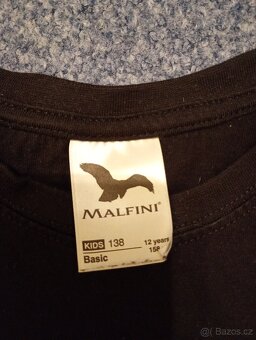 MALFINI®
KIDS 138 12 years
Basic 158
© Bazos.cz